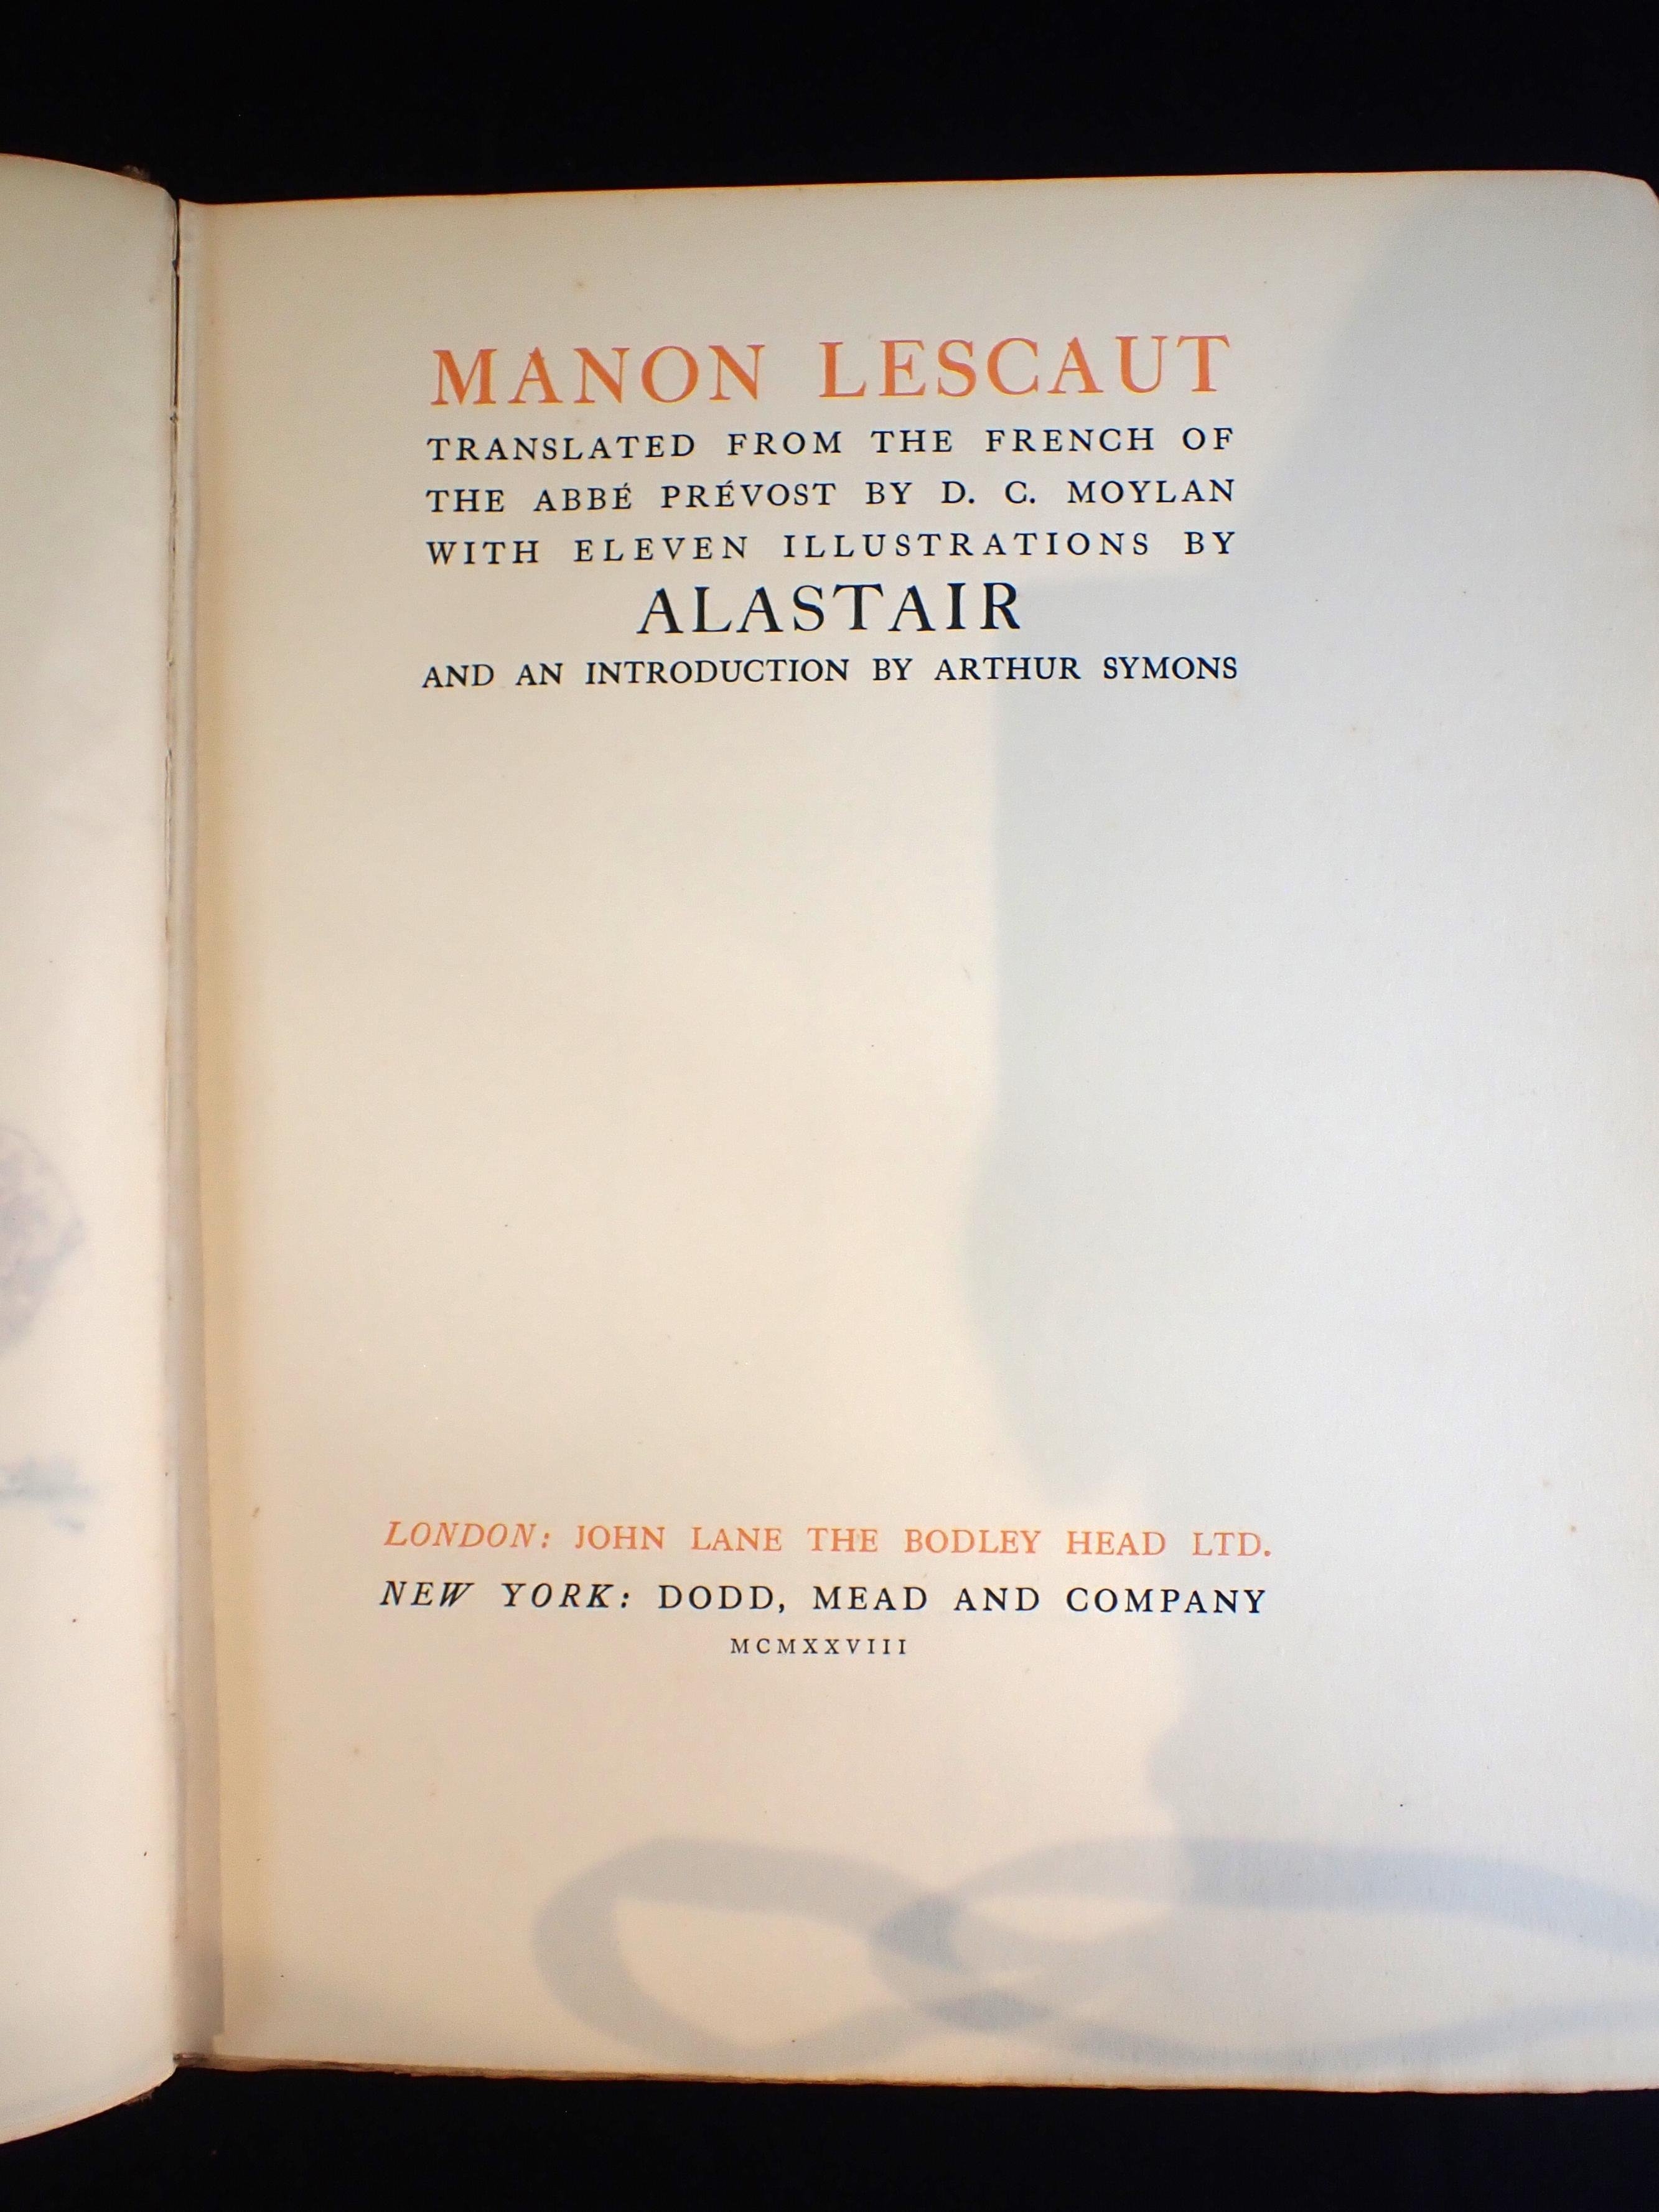 MANON LESCAUT
TRANSLATED FROM THE FRENCH OF
THE ABBÉ PRÉVOST BY D. C. MOYLAN
WITH ELEVEN ILLUSTRATIONS BY
ALASTAIR
AND AN INTRODUCTION BY ARTHUR SYMONS
LONDON: JOHN LANE THE BODLEY HEAD LTD.
NEW YORK: DODD, MEAD AND COMPANY
MCMXXVIII